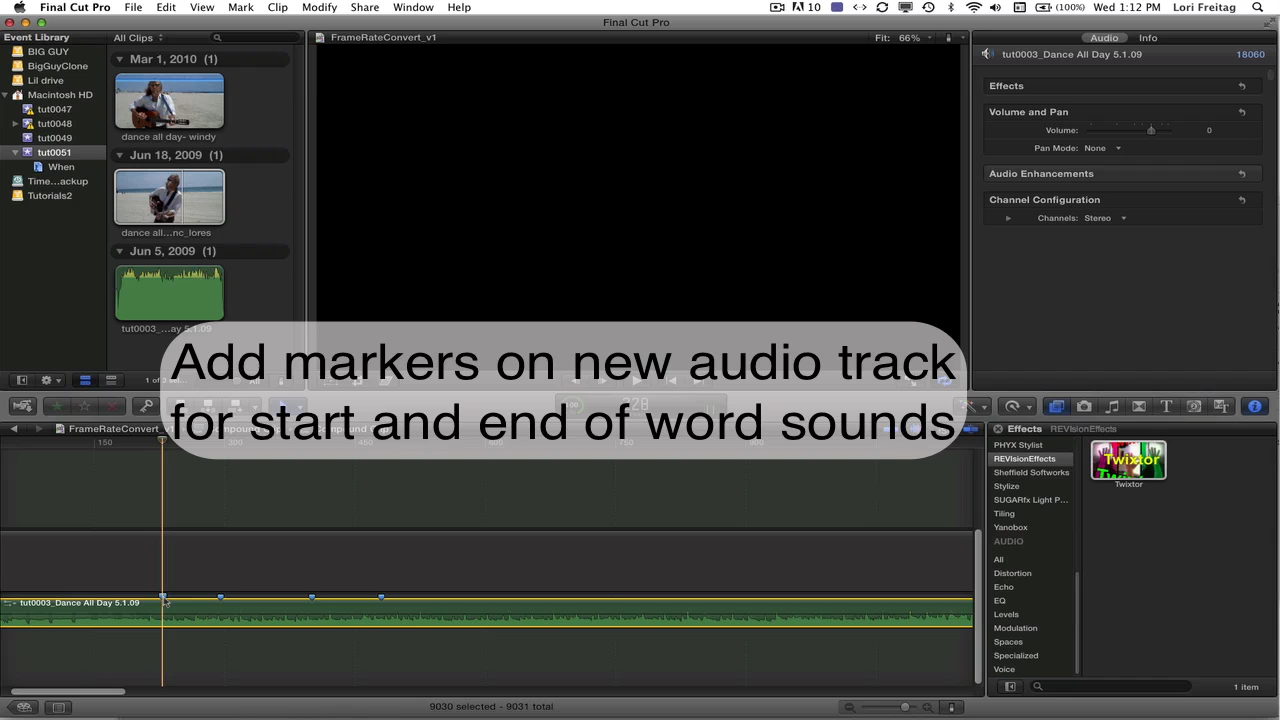 Final Cut Pro File Edit View Mark Clip Modify Share Window Help
10 (100%) Wed 1:12 PM Lori Freitag
Final Cut Pro
Event Library
BIG GUY
BigGuyClone
Lil drive
Macintosh HD
tut0047
tut0048
tut0049
tut0051
When
Time...ackup
Tutorials2
All Clips
Mar 1, 2010 (1)
dance all day- windy
Jun 18, 2009 (1)
dance all...nc_lores
Jun 5, 2009 (1)
tut0003_...ay 5.1.09
FrameRateConvert_v1
Fit: 66%
Audio Info
tut0003_Dance All Day 5.1.09 18060
Effects
Volume and Pan
Volume: 0
Pan Mode: None
Audio Enhancements
Channel Configuration
Channels: Stereo
Add markers on new audio track
for start and end of word sounds
FrameRateConvert_v1
150
tut0003_Dance All Day 5.1.09
9030 selected - 9031 total
Effects REVisionEffects
PHYX Stylist
REVisionEffects
Sheffield Softworks
Stylize
SUGARfx Light P...
Tiling
Yanobox
AUDIO
All
Distortion
Echo
EQ
Levels
Modulation
Spaces
Specialized
Voice
Twixtor
Twixtor
1 item